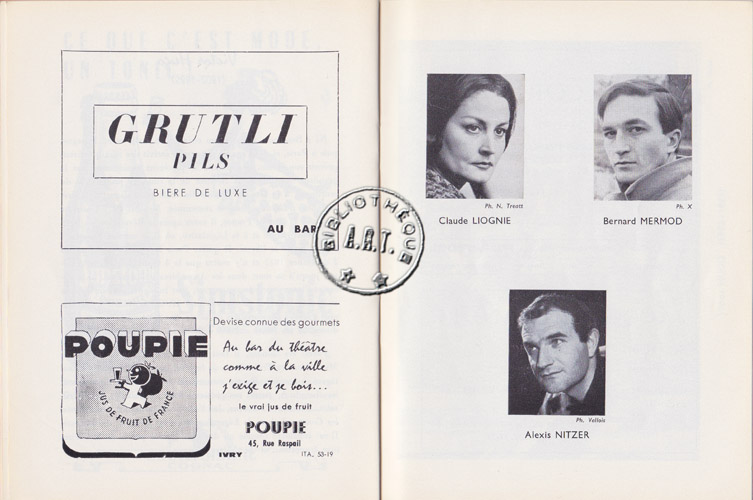 GRUTLI
PILS
BIERE DE LUXE
AU BAR
POUPIE
JUS DE FRUIT DE FRANCE
Devise connue des gourmets
Au bar du théâtre
comme à la ville
j'exige et je bois...
le vrai jus de fruit
POUPIE
45, Rue Raspail
IVRY
ITA. 53-19
BIBLIOTHÈQUE
A.R.T.
Ph. N. Treatt
Claude LIOGNIE
Ph. X
Bernard MERMOD
Ph. Vallois
Alexis NITZER